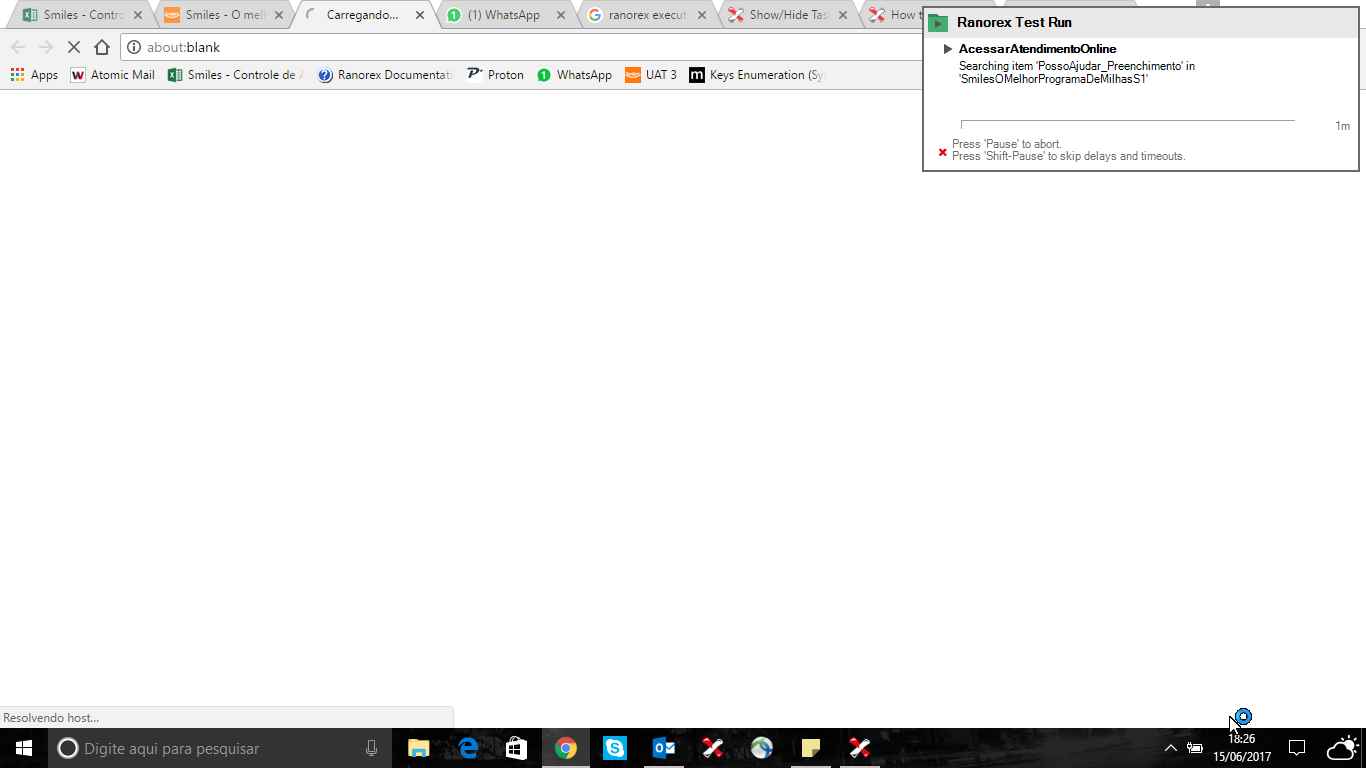 Smiles - Contro
Smiles - O melh
Carregando...
(1) WhatsApp
ranorex execut
Show/Hide Tas
How t
about:blank
Apps
Atomic Mail
Smiles - Controle de A
Ranorex Documentati
Proton
WhatsApp
UAT 3
Keys Enumeration (Sy
Ranorex Test Run
AcessarAtendimentoOnline
Searching item 'PossoAjudar_Preenchimento' in
'SmilesOMelhorProgramaDeMilhasS1'
1m
Press 'Pause' to abort.
Press 'Shift-Pause' to skip delays and timeouts.
Resolvendo host...
Digite aqui para pesquisar
18:26
15/06/2017